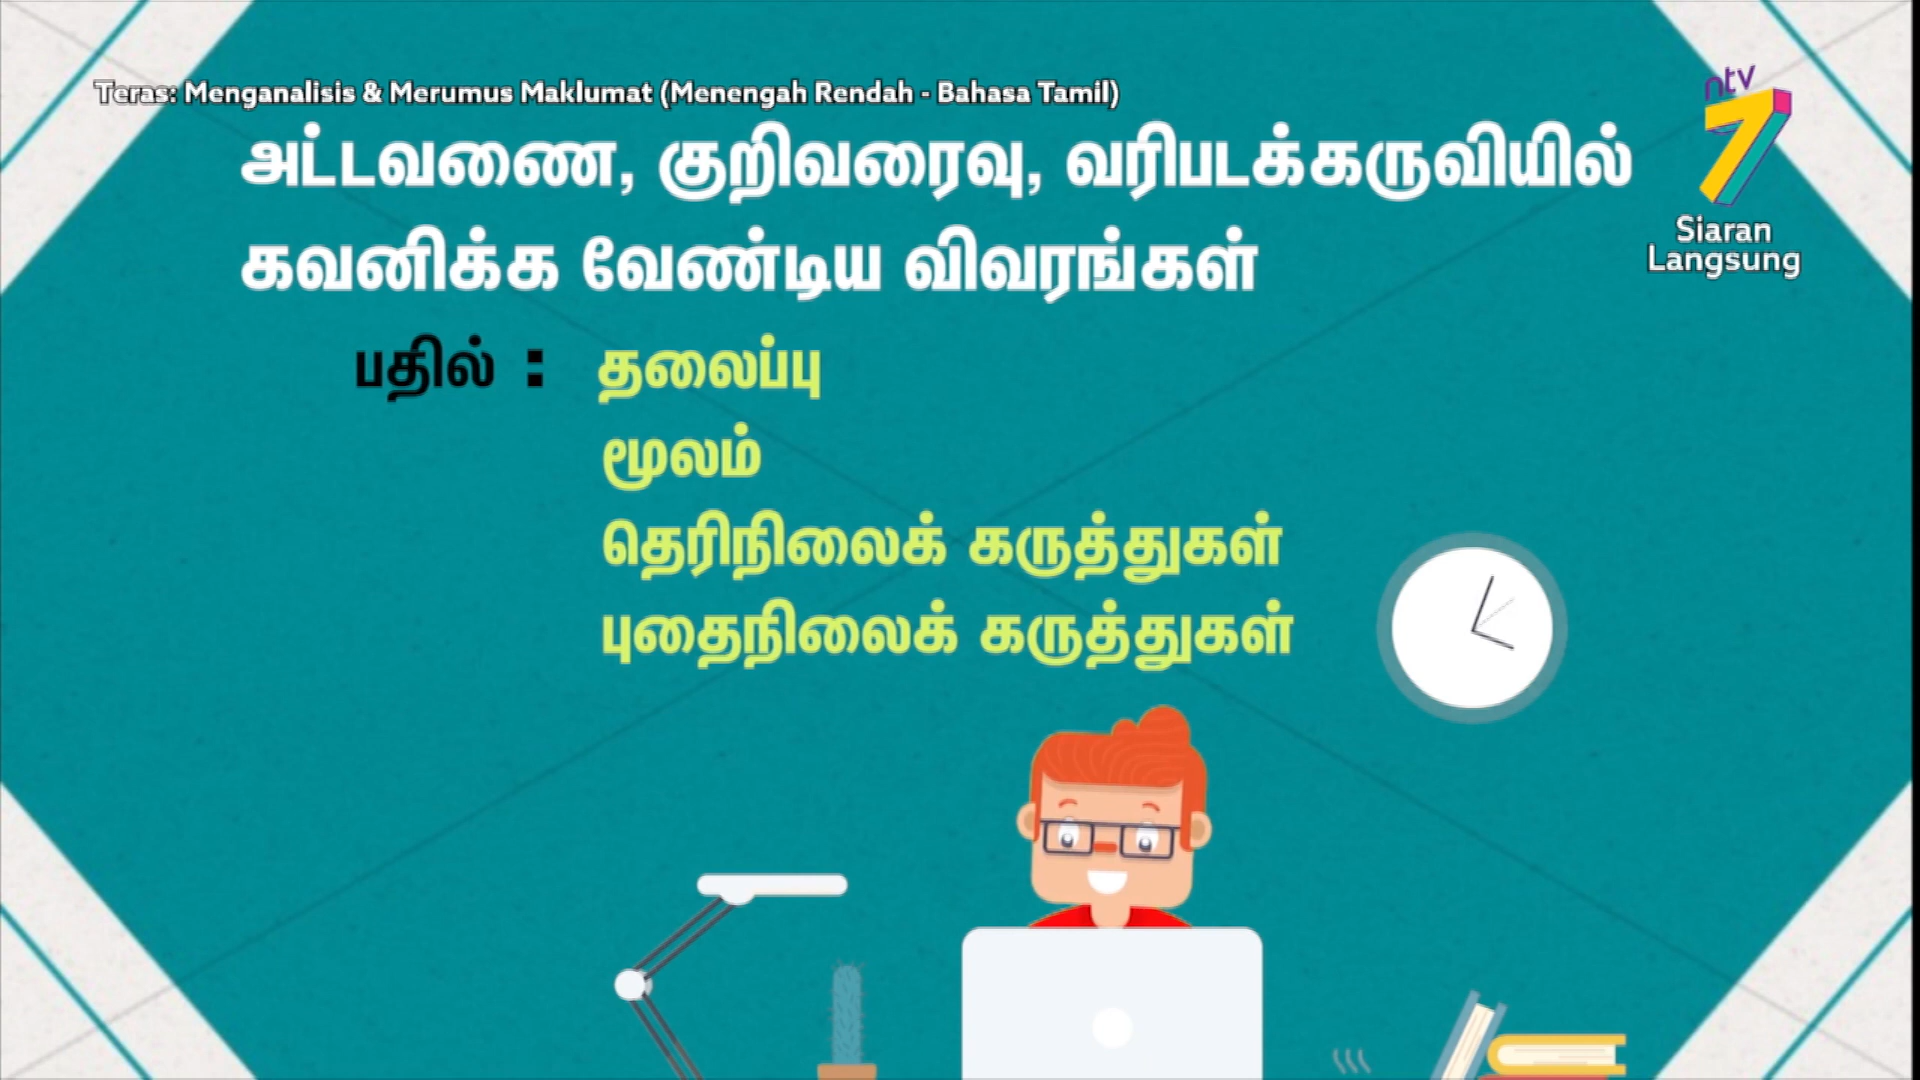 Teras: Menganalisis & Merumus Maklumat (Menengah Rendah - Bahasa Tamil)
ntv
7
Siaran
Langsung
அட்டவணை, குறிவரைவு, வரிபடக்கருவியில்
கவனிக்க வேண்டிய விவரங்கள்
பதில் : தலைப்பு
மூலம்
தெரிநிலைக் கருத்துகள்
புதைநிலைக் கருத்துகள்